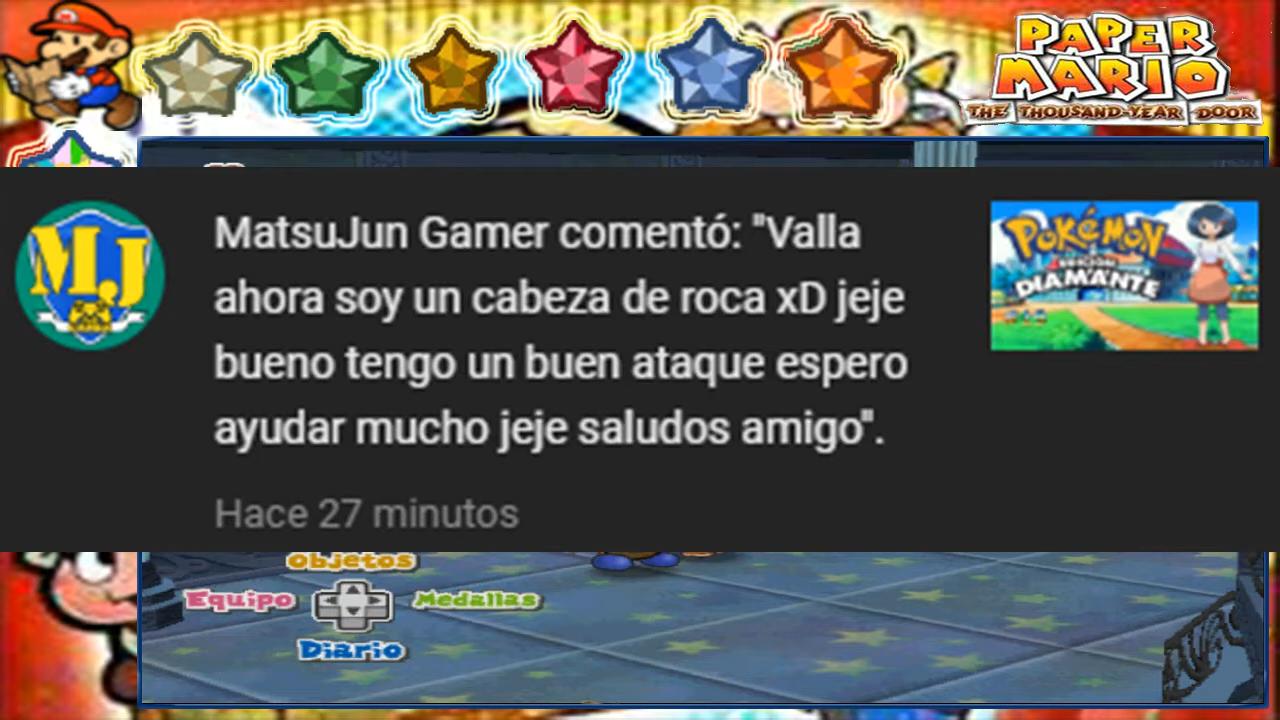 PAPER
MARIO
THE THOUSAND-YEAR DOOR
MJ
MatsuJun Gamer comentó: "Valla
ahora soy un cabeza de roca xD jeje
bueno tengo un buen ataque espero
ayudar mucho jeje saludos amigo".
Hace 27 minutos
POKÉMON
EDICIÓN
DIAMANTE
Objetos
Equipo
Medallas
Diario